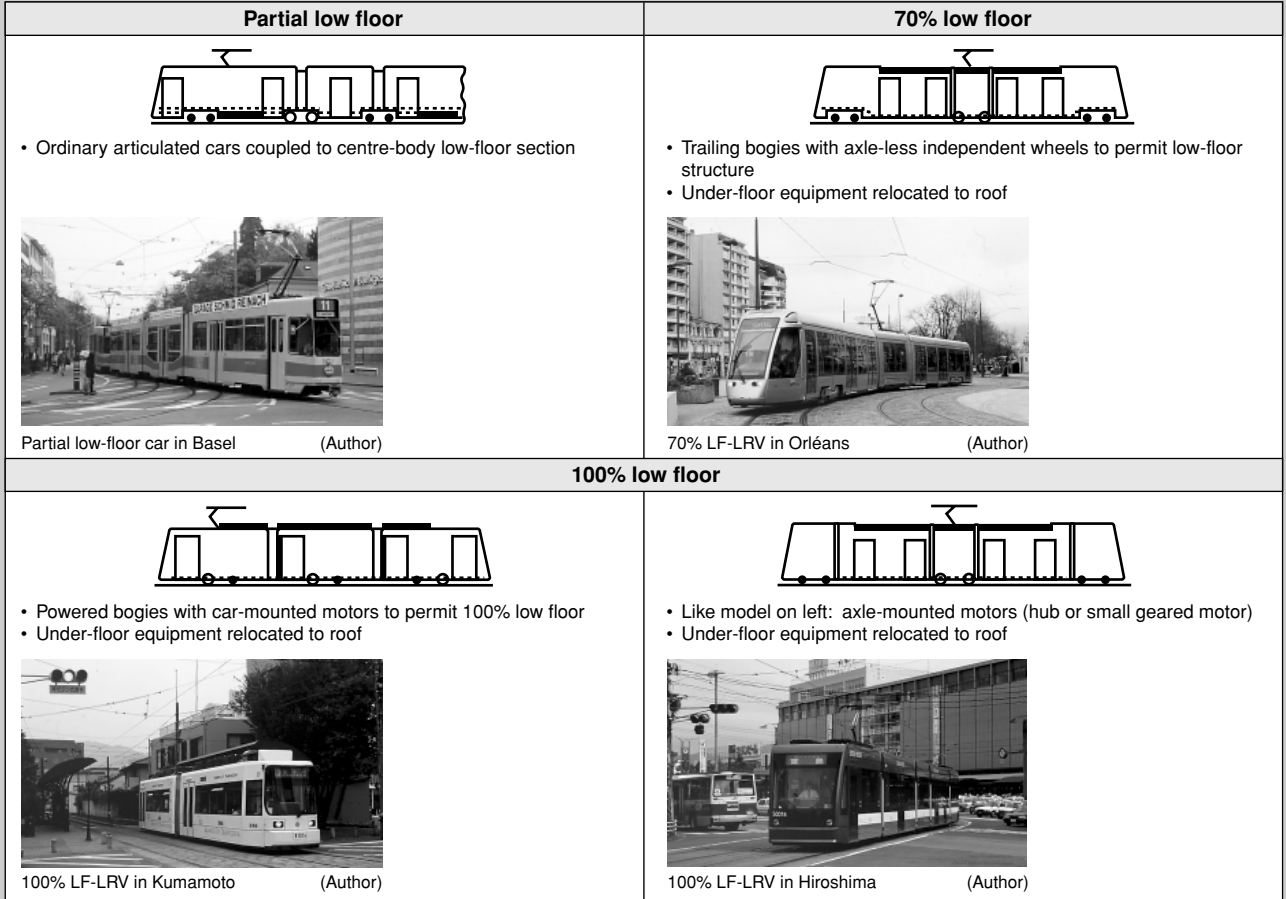 Partial low floor
70% low floor
• Ordinary articulated cars coupled to centre-body low-floor section
• Trailing bogies with axle-less independent wheels to permit low-floor
structure
• Under-floor equipment relocated to roof
GARAGE SCHMID REINACH
11
Partial low-floor car in Basel (Author)
70% LF-LRV in Orléans (Author)
100% low floor
• Powered bogies with car-mounted motors to permit 100% low floor
• Under-floor equipment relocated to roof
• Like model on left: axle-mounted motors (hub or small geared motor)
• Under-floor equipment relocated to roof
100% LF-LRV in Kumamoto (Author)
100% LF-LRV in Hiroshima (Author)